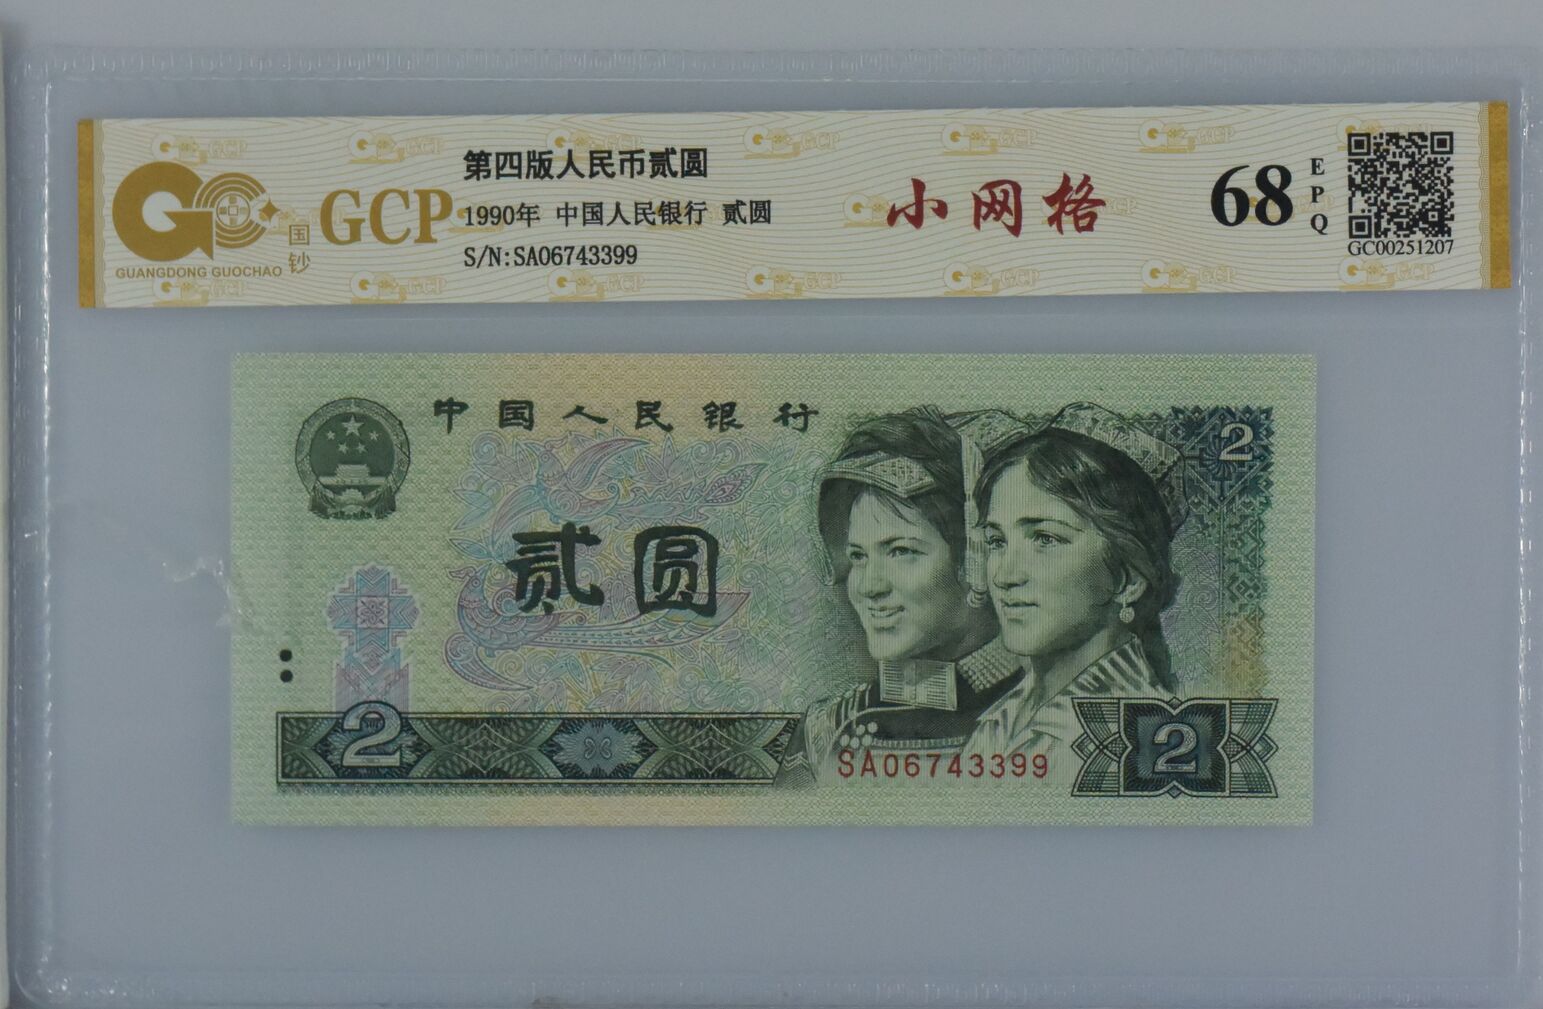 GCP
国钞
GUANGDONG GUOCHAO
第四版人民币贰圆
1990年 中国人民银行 贰圆
S/N:SA06743399
小网格
68
EPQ
GC00251207
中国人民银行
2
贰圆
2
SA06743399
2